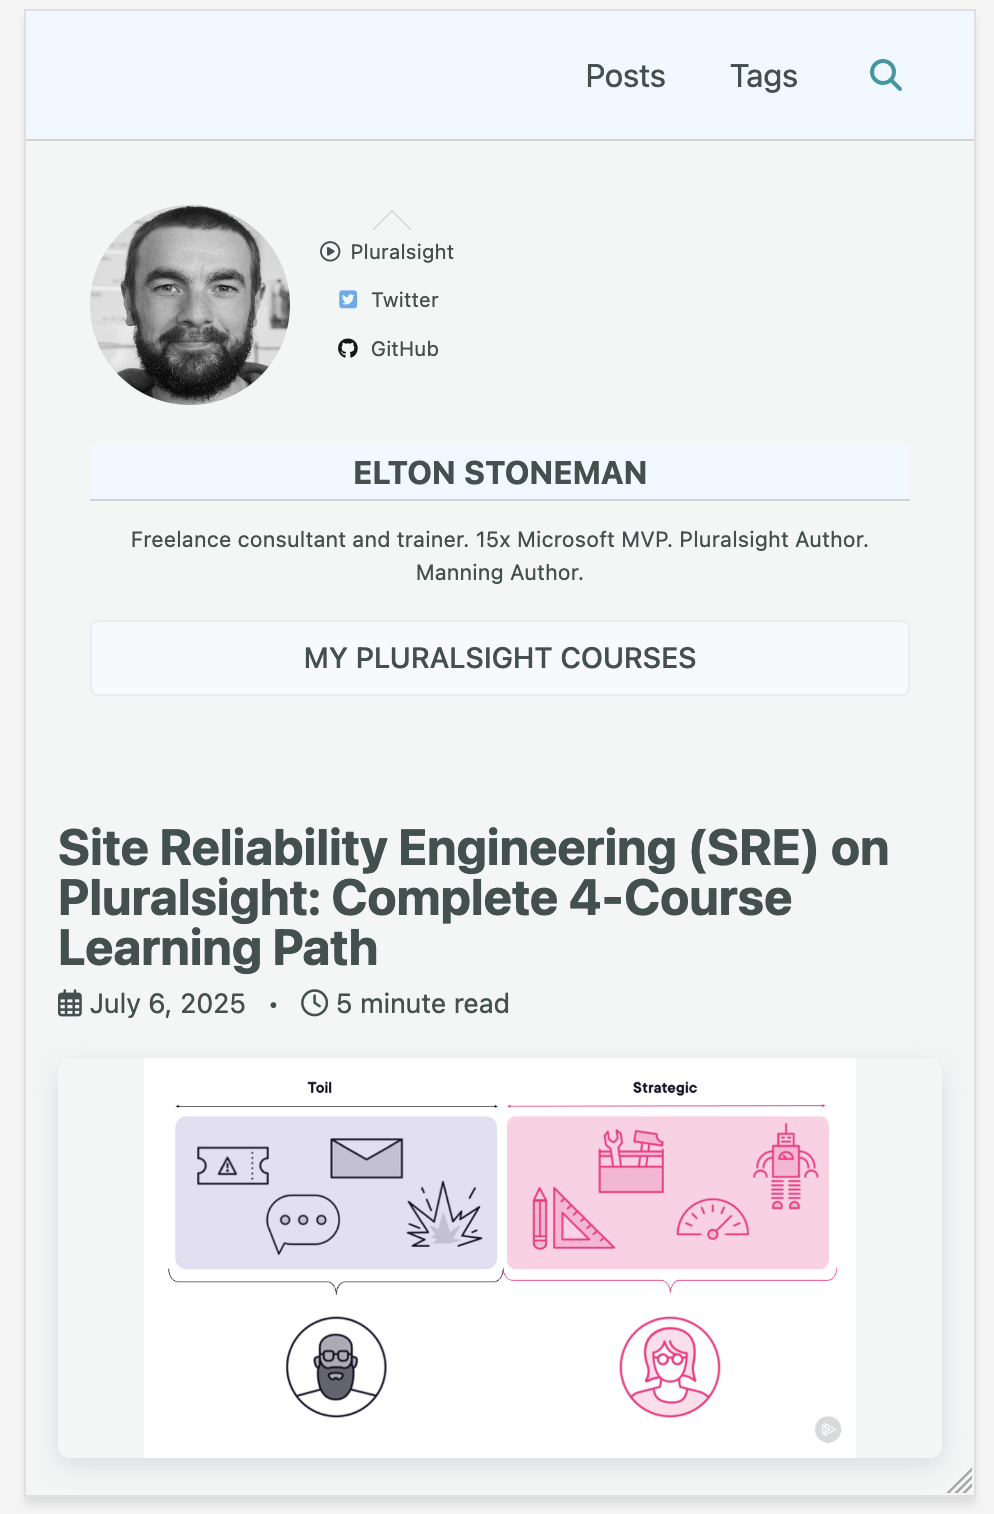 Posts Tags
Pluralsight
Twitter
GitHub
ELTON STONEMAN
Freelance consultant and trainer. 15x Microsoft MVP. Pluralsight Author.
Manning Author.
MY PLURALSIGHT COURSES
Site Reliability Engineering (SRE) on
Pluralsight: Complete 4-Course
Learning Path
July 6, 2025 • 5 minute read
Toil Strategic